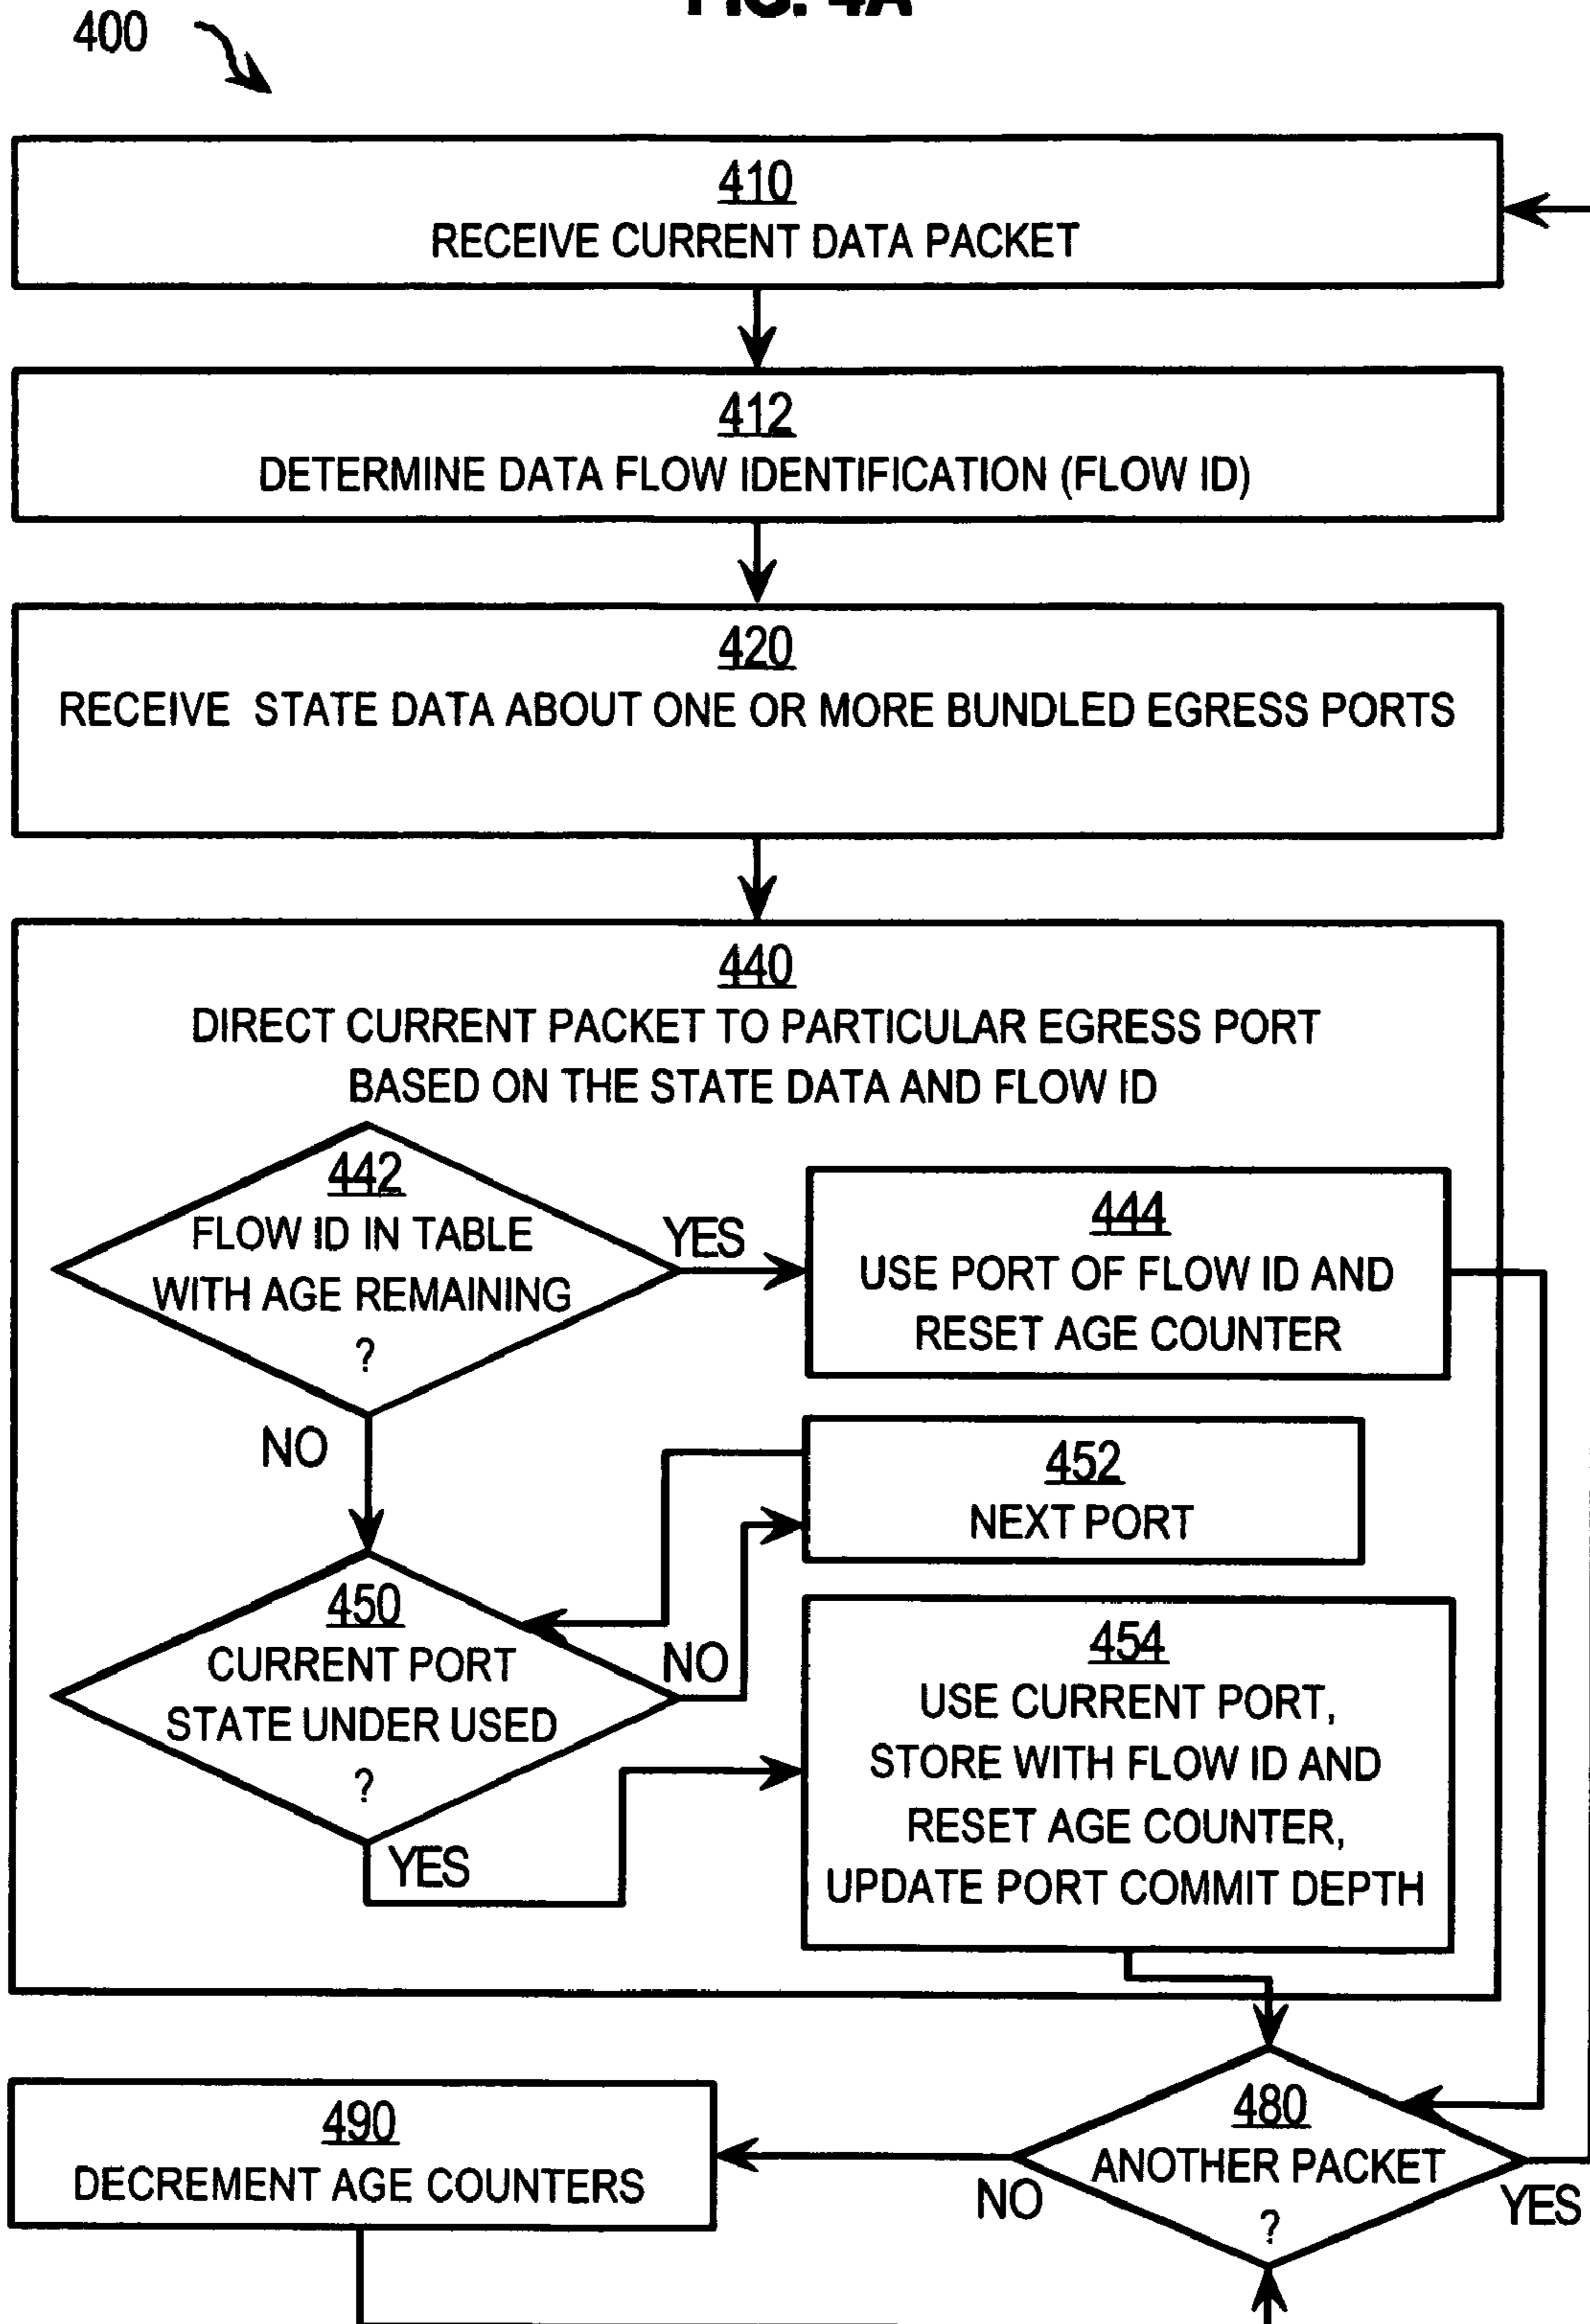 FIG. 4A
400
410
RECEIVE CURRENT DATA PACKET
412
DETERMINE DATA FLOW IDENTIFICATION (FLOW ID)
420
RECEIVE STATE DATA ABOUT ONE OR MORE BUNDLED EGRESS PORTS
440
DIRECT CURRENT PACKET TO PARTICULAR EGRESS PORT
BASED ON THE STATE DATA AND FLOW ID
442
FLOW ID IN TABLE
WITH AGE REMAINING
?
YES
444
USE PORT OF FLOW ID AND
RESET AGE COUNTER
NO
452
NEXT PORT
450
CURRENT PORT
STATE UNDER USED
?
NO
YES
454
USE CURRENT PORT,
STORE WITH FLOW ID AND
RESET AGE COUNTER,
UPDATE PORT COMMIT DEPTH
480
ANOTHER PACKET
?
YES
NO
490
DECREMENT AGE COUNTERS